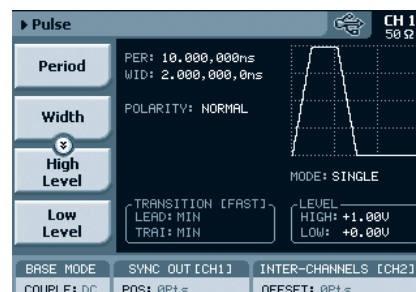 Pulse
CH 1
50 Ω
Period
Width
High
Level
Low
Level
PER: 10.000,000ms
WID: 2.000,000,0ms
POLARITY: NORMAL
MODE: SINGLE
TRANSITION [FAST]
LEAD: MIN
TRAI: MIN
LEVEL
HIGH: +1.00V
LOW: +0.00V
BASE MODE
SYNC OUT [CH1]
INTER-CHANNELS [CH2]
COUPLE: DC
POS: 0Pts
OFFSET: 0Pts